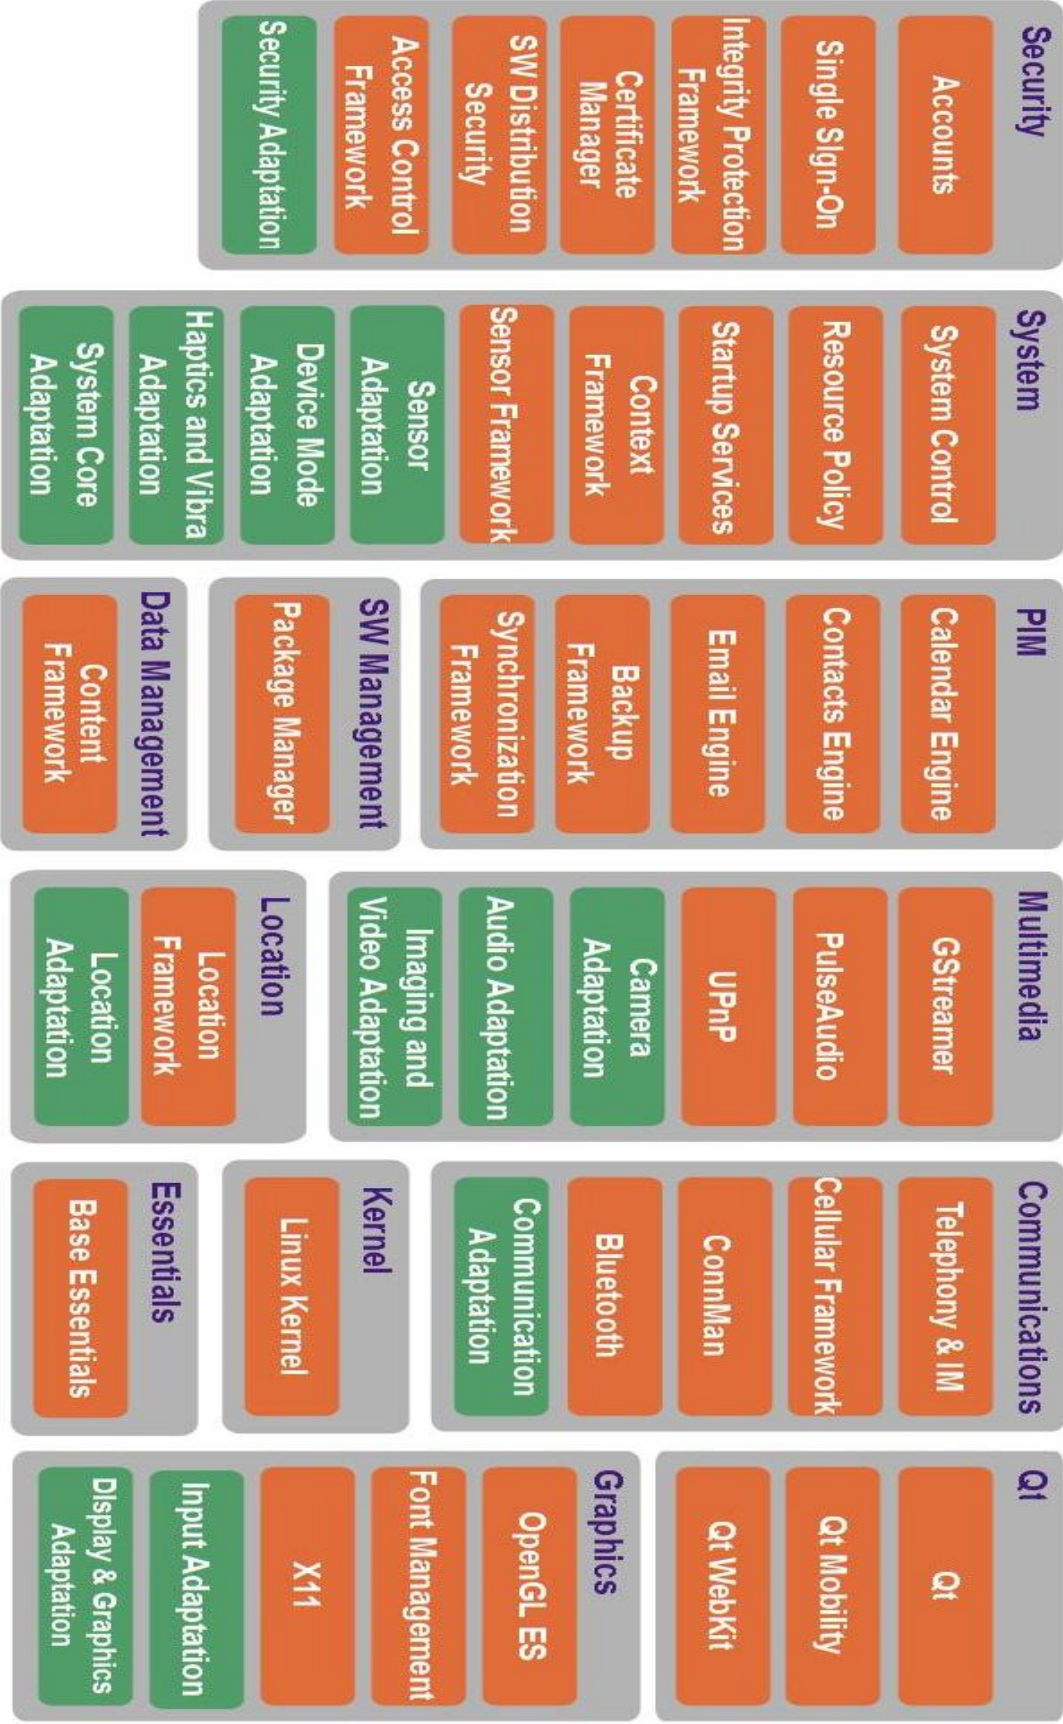 Security
Accounts
Single SIgn-On
Integrity Protection
Framework
Certificate
Manager
SW Distribution
Security
Access Control
Framework
Security Adaptation
System
System Control
Resource Policy
Startup Services
Context
Framework
Sensor Framework
Sensor
Adaptation
Device Mode
Adaptation
Haptics and Vibra
Adaptation
System Core
Adaptation
PIM
Calendar Engine
Contacts Engine
Email Engine
Backup
Framework
Synchronization
Framework
SW Management
Package Manager
Data Management
Content
Framework
Multimedia
GStreamer
PulseAudio
UPnP
Camera
Adaptation
Audio Adaptation
Imaging and
Video Adaptation
Location
Location
Framework
Location
Adaptation
Communications
Telephony & IM
Cellular Framework
ConnMan
Bluetooth
Communication
Adaptation
Kernel
Linux Kernel
Essentials
Base Essentials
Qt
Qt
Qt Mobility
Qt WebKit
Graphics
OpenGL ES
Font Management
X11
Input Adaptation
DIsplay & Graphics
Adaptation